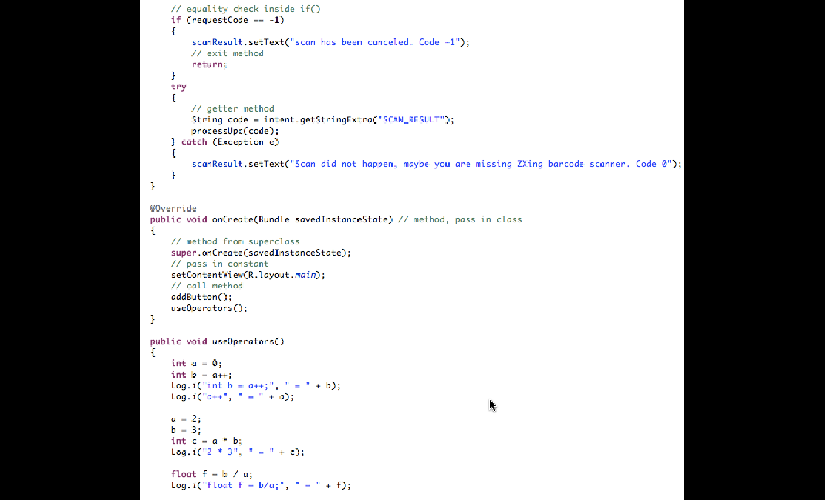 // equality check inside if()
if (requestCode == -1)
{
scanResult.setText("scan has been canceled. Code -1");
// exit method
return;
}
try
{
// getter method
String code = intent.getStringExtra("SCAN_RESULT");
processUpc(code);
} catch (Exception e)
{
scanResult.setText("Scan did not happen, maybe you are missing ZXing barcode scanner. Code 0");
}
}
@Override
public void onCreate(Bundle savedInstanceState) // method, pass in class
{
// method from superclass
super.onCreate(savedInstanceState);
// pass in constant
setContentView(R.layout.main);
// call method
addButton();
useOperators();
}
public void useOperators()
{
int a = 0;
int b = a++;
Log.i("int b = a++;", " = " + b);
Log.i("a++", " = " + a);
a = 2;
b = 3;
int c = a * b;
Log.i("2 * 3", " = " + c);
float f = b / a;
Log.i("float f = b/a;", " = " + f);